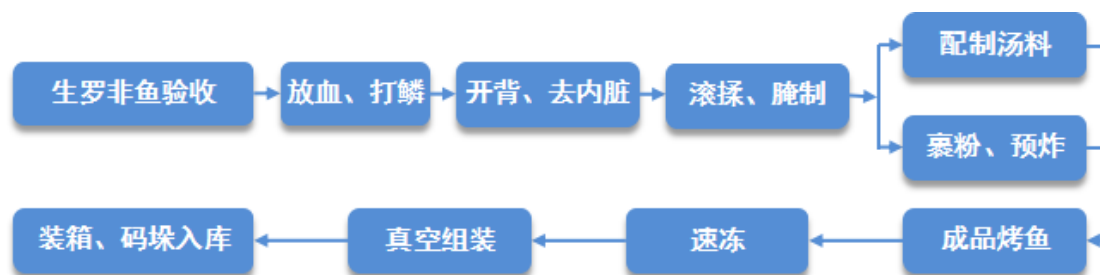 生罗非鱼验收
放血、打鳞
开背、去内脏
滚揉、腌制
配制汤料
裹粉、预炸
成品烤鱼
速冻
真空组装
装箱、码垛入库